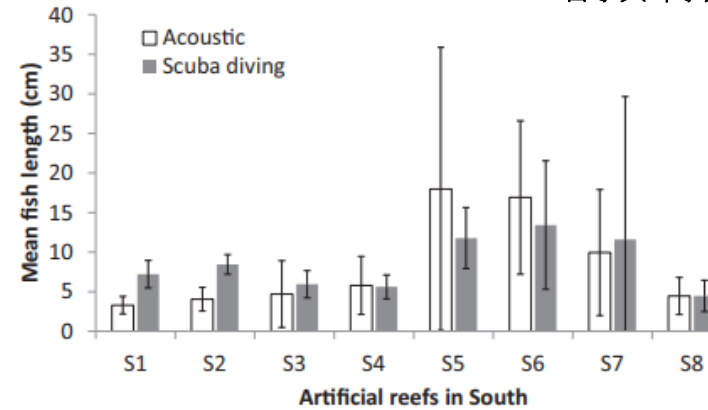 40
35
30
25
20
15
10
5
0
Mean fish length (cm)
Acoustic
Scuba diving
S1 S2 S3 S4 S5 S6 S7 S8
Artificial reefs in South